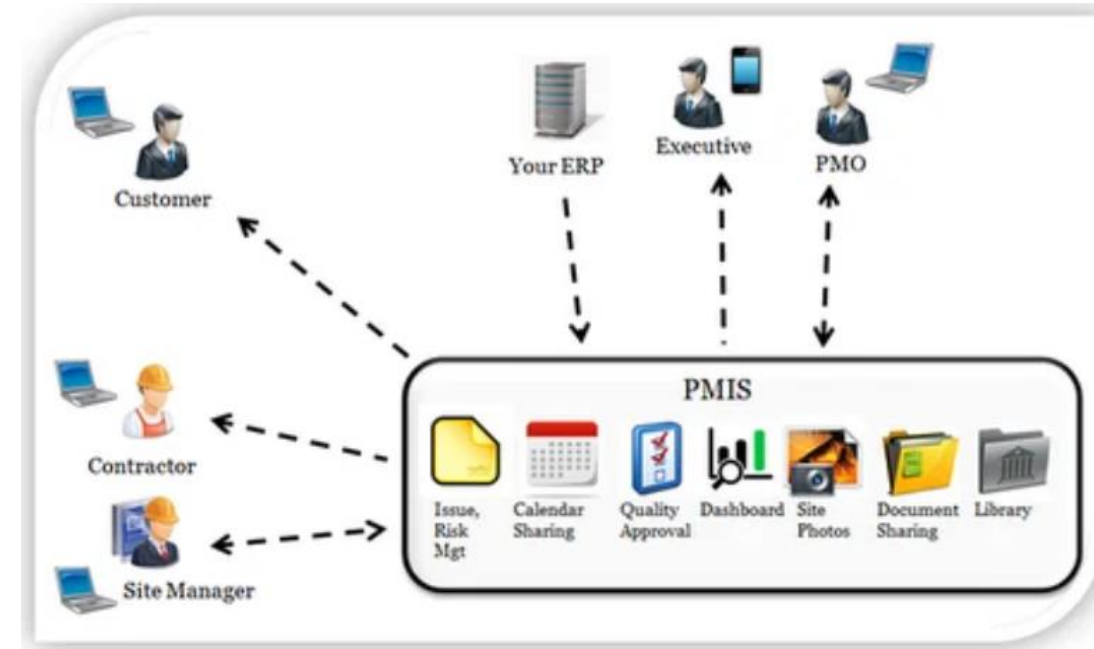 Customer
Your ERP
Executive
PMO
Contractor
Site Manager
PMIS
Issue,
Risk
Mgt
Calendar
Sharing
Quality
Approval
Dashboard
Site
Photos
Document
Sharing
Library